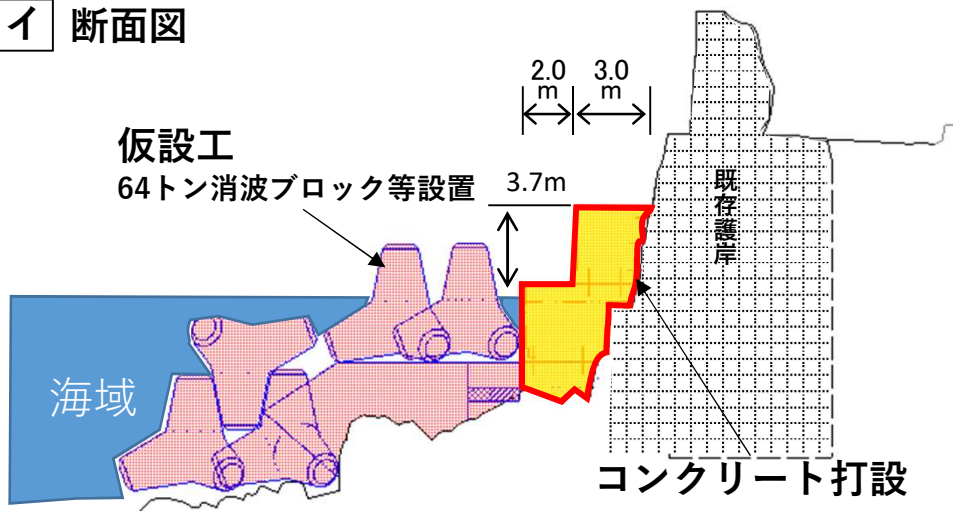 イ 断面図
2.0
m
3.0
m
仮設工
64トン消波ブロック等設置
3.7m
既存護岸
海域
コンクリート打設